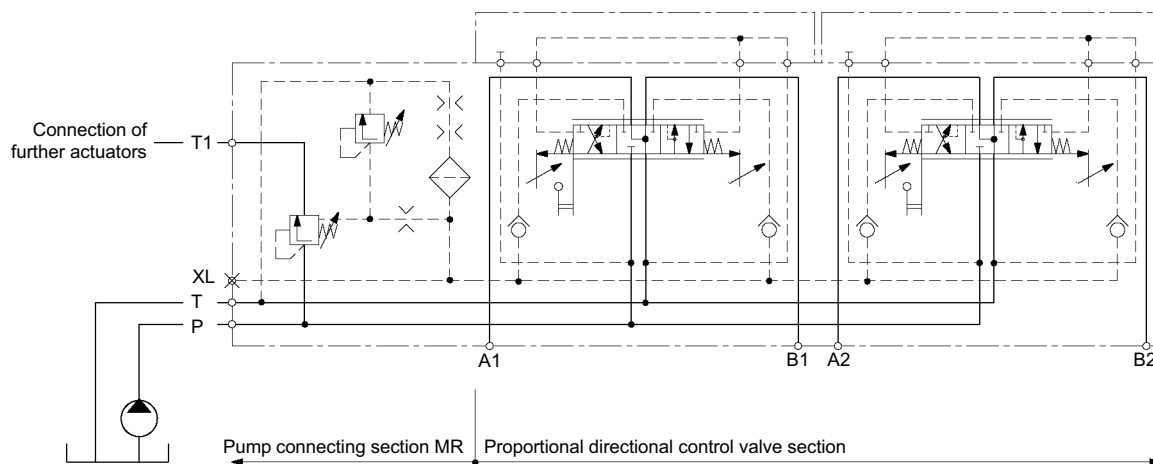 Connection of
further actuators
T1
XL
T
P
A1
B1
A2
B2
Pump connecting section MR
Proportional directional control valve section